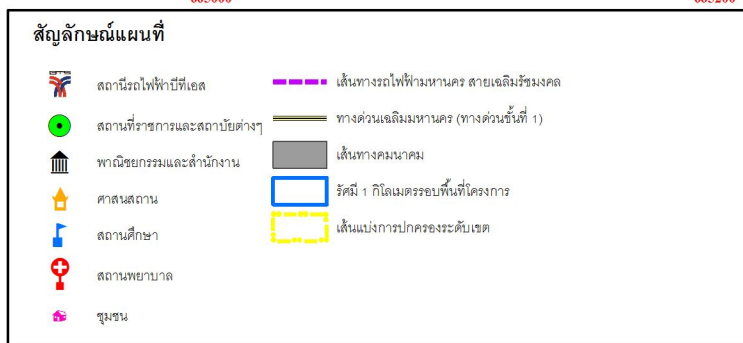 สัญลักษณ์แผนที่
สถานีรถไฟฟ้าบีทีเอส
สถานที่ราชการและสถาบัยต่างๆ
พาณิชยกรรมและสำนักงาน
ศาสนสถาน
สถานศึกษา
สถานพยาบาล
ชุมชน
เส้นทางรถไฟฟ้ามหานคร สายเฉลิมรัชมงคล
ทางด่วนเฉลิมมหานคร (ทางด่วนชั้นที่ 1)
เส้นทางคมนาคม
รัศมี 1 กิโลเมตรรอบพื้นที่โครงการ
เส้นแบ่งการปกครองระดับเขต